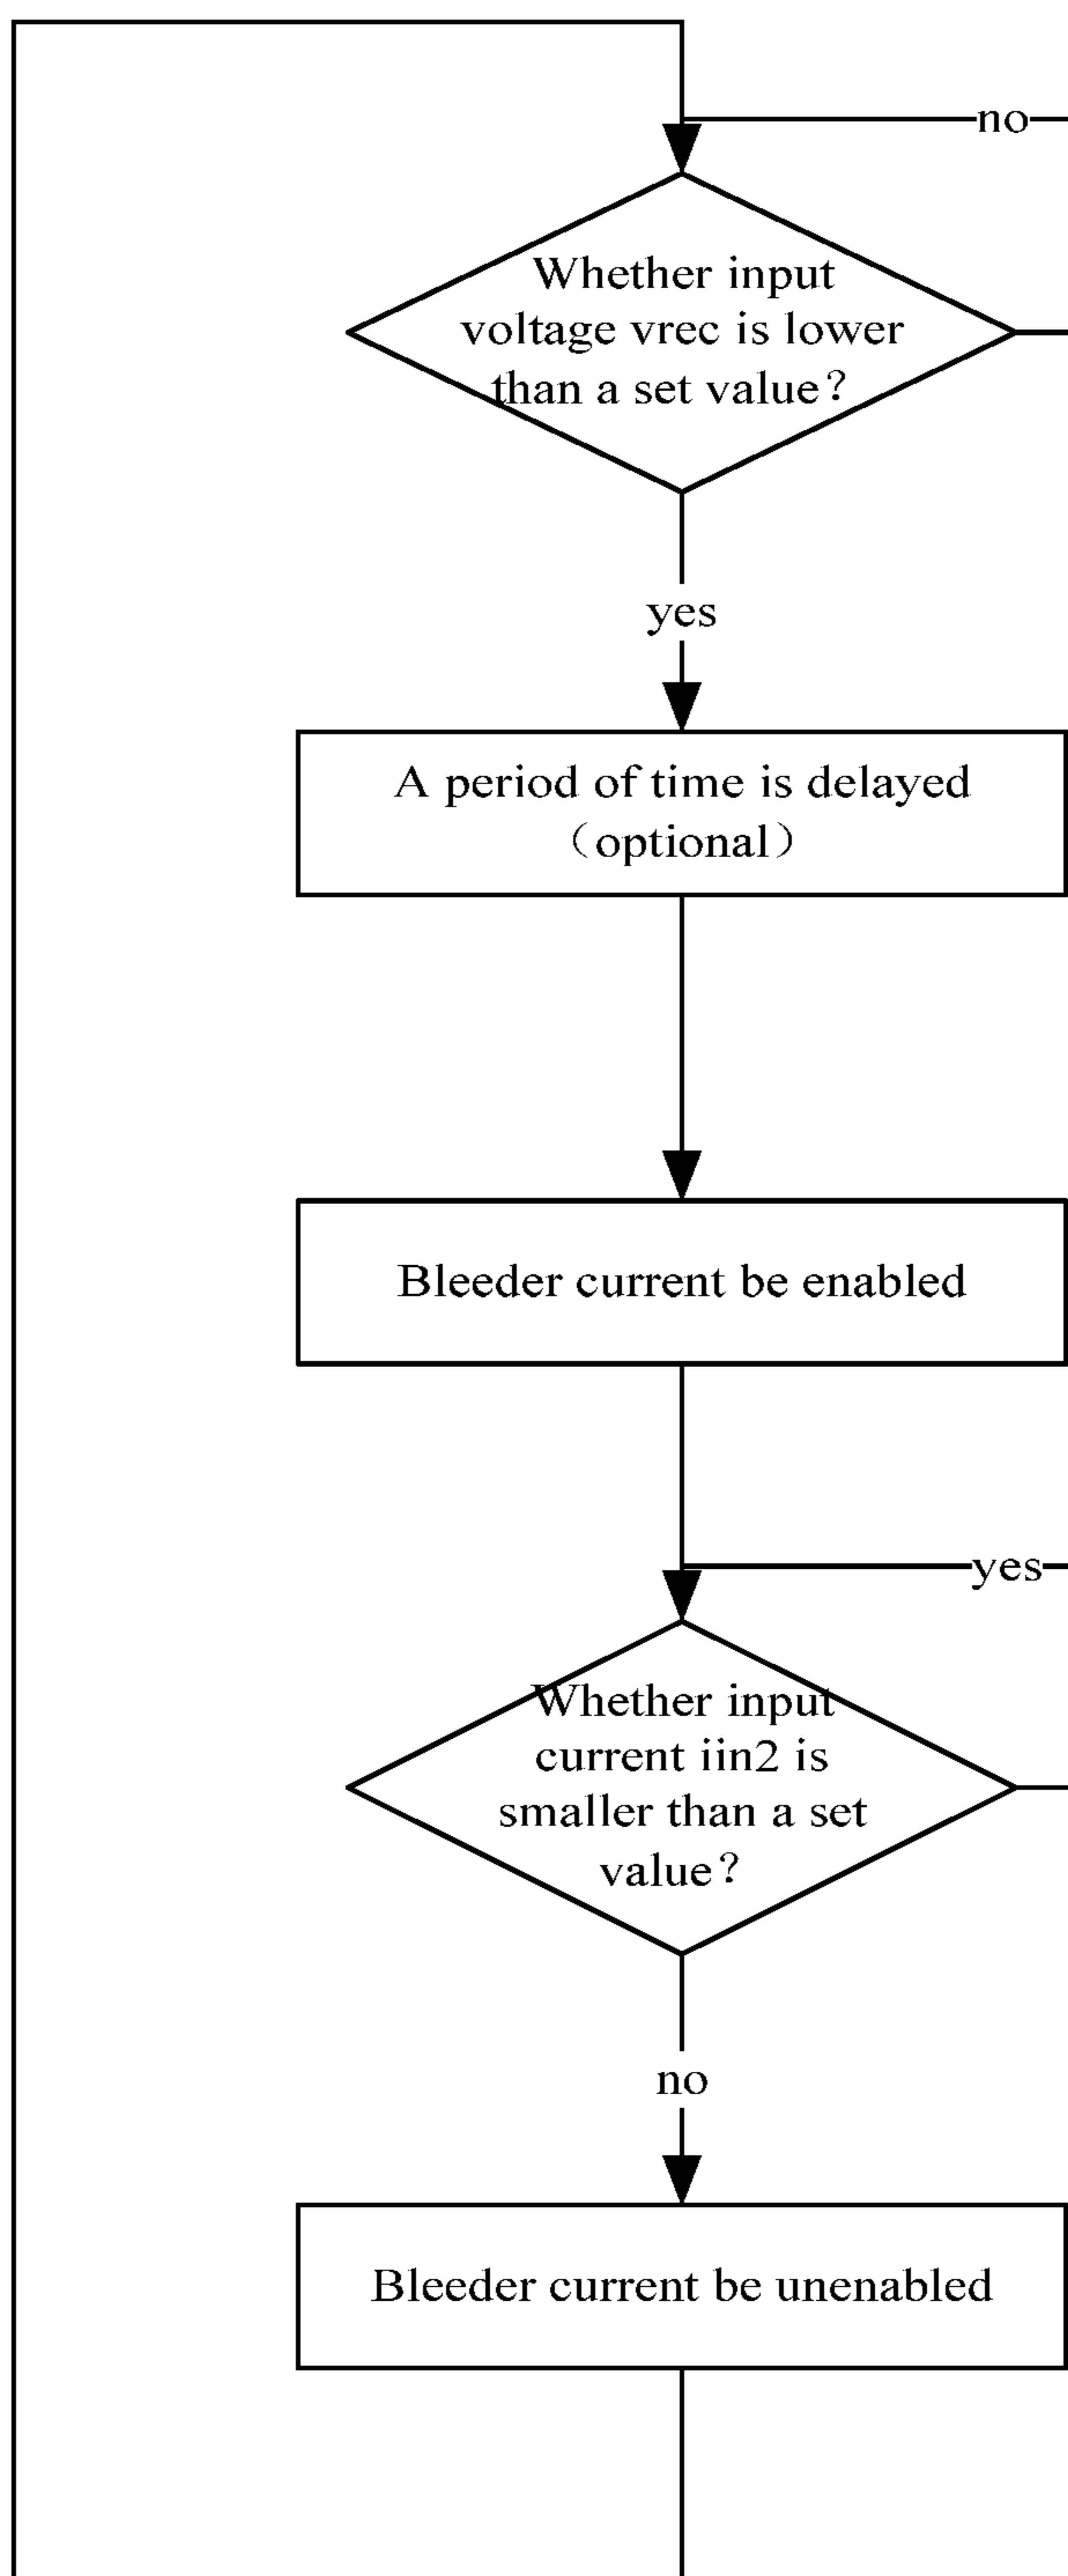 no
Whether input
voltage vrec is lower
than a set value？
yes
A period of time is delayed
（optional）
Bleeder current be enabled
yes
Whether input
current iin2 is
smaller than a set
value？
no
Bleeder current be unenabled